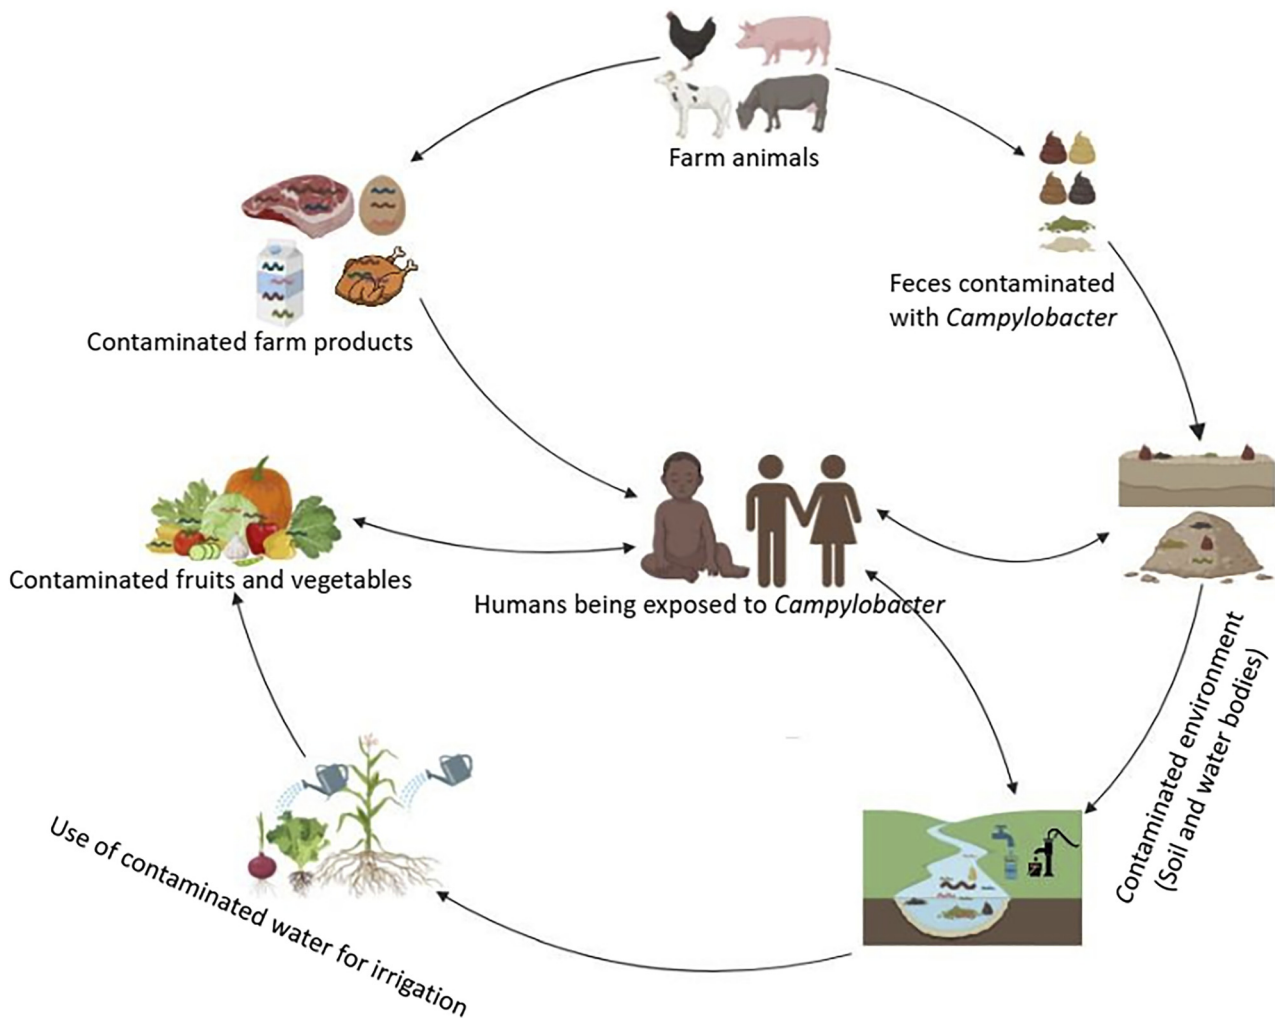 Farm animals
Feces contaminated
with Campylobacter
Contaminated farm products
Contaminated fruits and vegetables
Humans being exposed to Campylobacter
Contaminated environment
(Soil and water bodies)
Use of contaminated water for irrigation